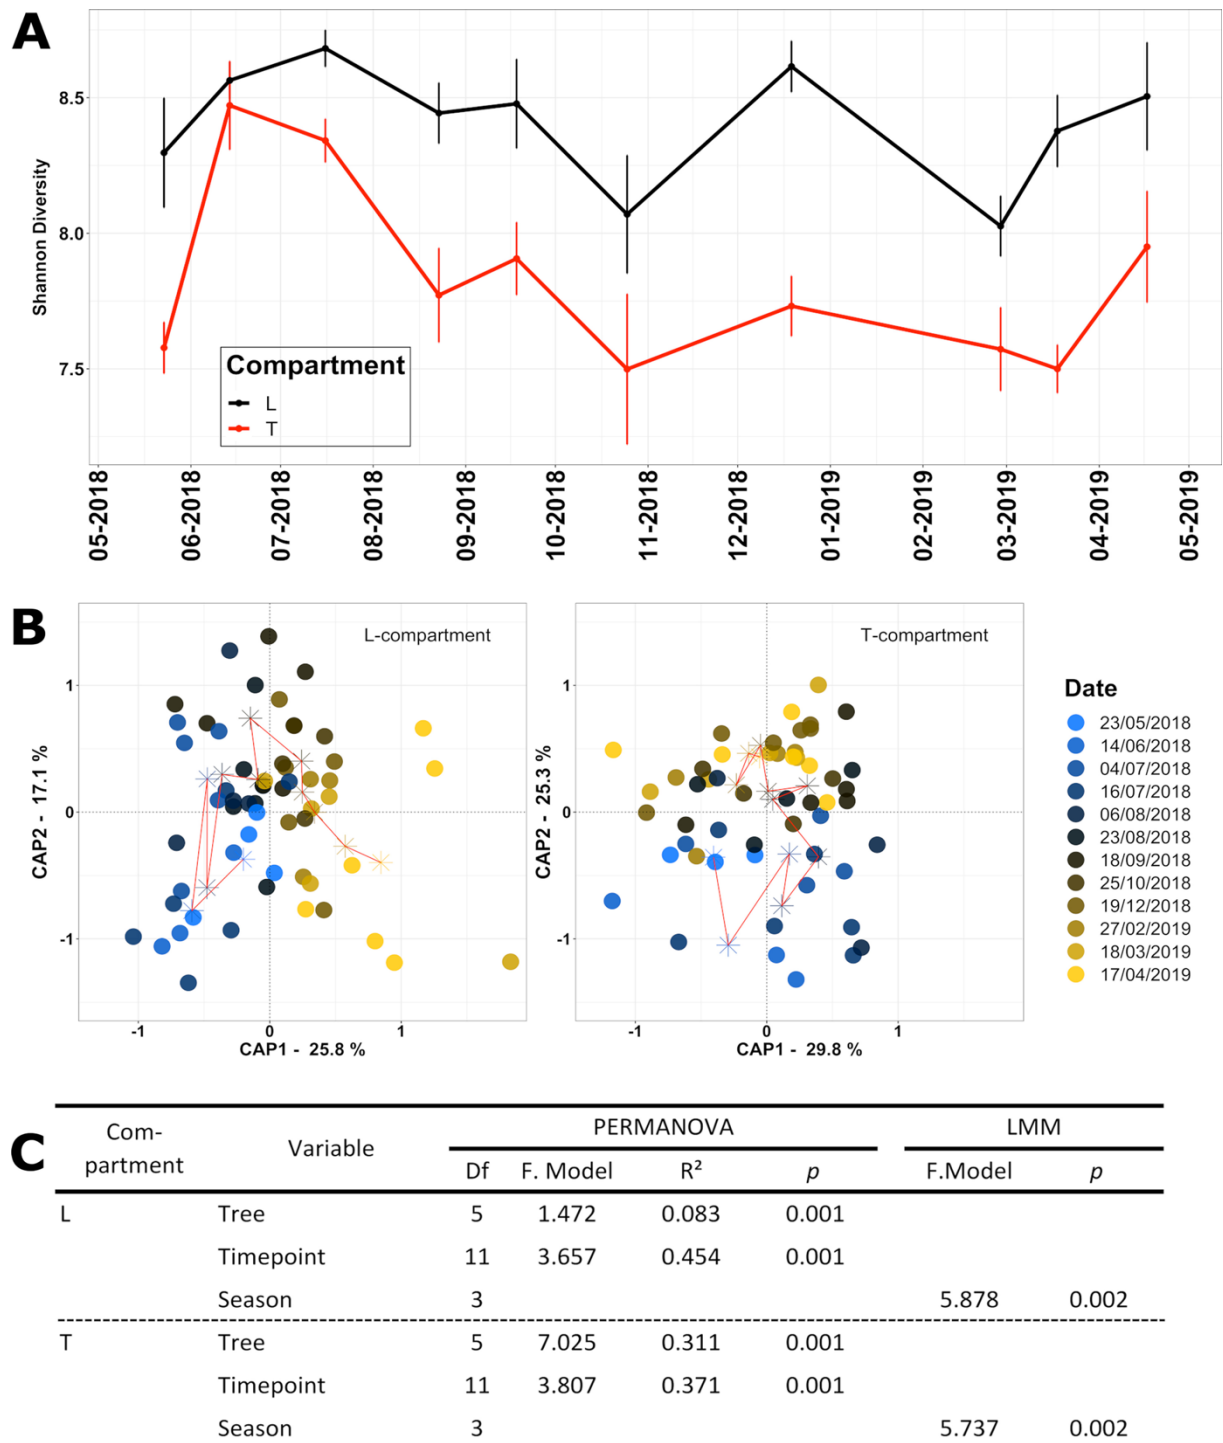 A
Shannon Diversity
8.5
8.0
7.5
Compartment
L
T
05-2018
06-2018
07-2018
08-2018
09-2018
10-2018
11-2018
12-2018
01-2019
02-2019
03-2019
04-2019
05-2019
B
L-compartment
CAP2 - 17.1 %
1
0
-1
-1
0
1
CAP1 - 25.8 %
T-compartment
CAP2 - 25.3 %
1
0
-1
-1
0
1
CAP1 - 29.8 %
Date
23/05/2018
14/06/2018
04/07/2018
16/07/2018
06/08/2018
23/08/2018
18/09/2018
25/10/2018
19/12/2018
27/02/2019
18/03/2019
17/04/2019
C
Com-
partment
Variable
PERMANOVA
LMM
Df F. Model R² p F.Model p
L Tree 5 1.472 0.083 0.001
Timepoint 11 3.657 0.454 0.001
Season 3 5.878 0.002
T Tree 5 7.025 0.311 0.001
Timepoint 11 3.807 0.371 0.001
Season 3 5.737 0.002